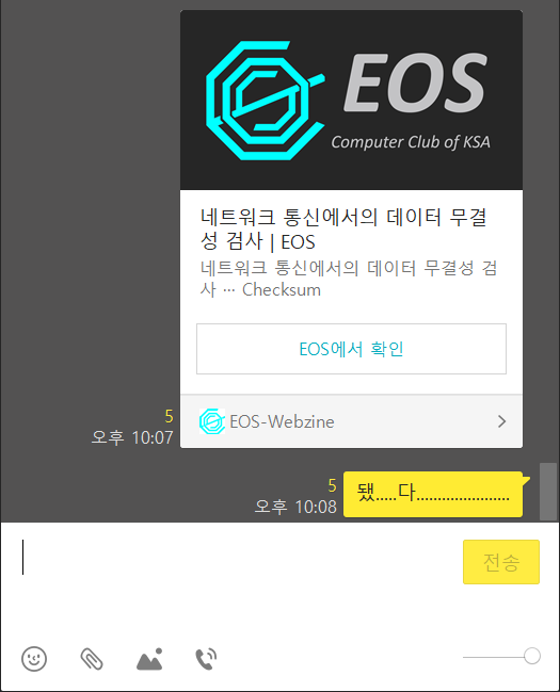 EOS
Computer Club of KSA
네트워크 통신에서의 데이터 무결
성 검사 | EOS
네트워크 통신에서의 데이터 무결성 검
사 ··· Checksum
EOS에서 확인
EOS-Webzine
5
오후 10:07
5
오후 10:08
됐.....다......................
전송